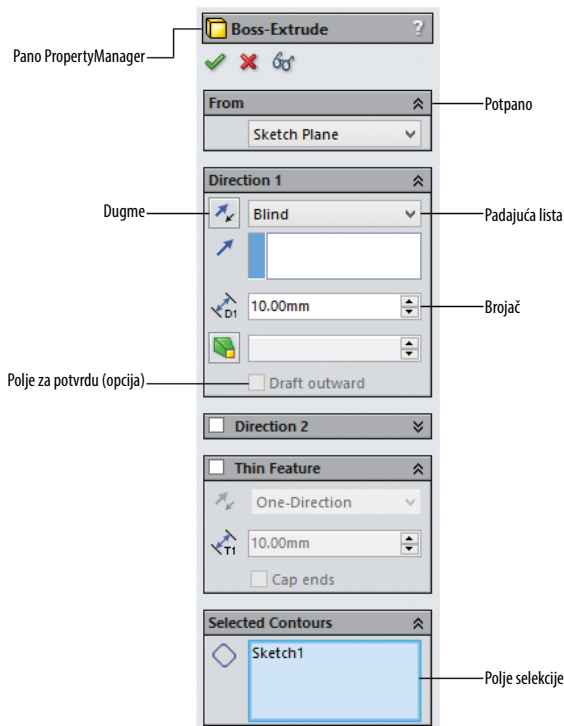 Boss-Extrude ?
Pano PropertyManager
From
Potpano
Sketch Plane
Direction 1
Dugme
Blind
Padajuća lista
D1
10.00mm
Brojač
Polje za potvrdu (opcija)
Draft outward
Direction 2
Thin Feature
One-Direction
T1
10.00mm
Cap ends
Selected Contours
Sketch1
Polje selekcije